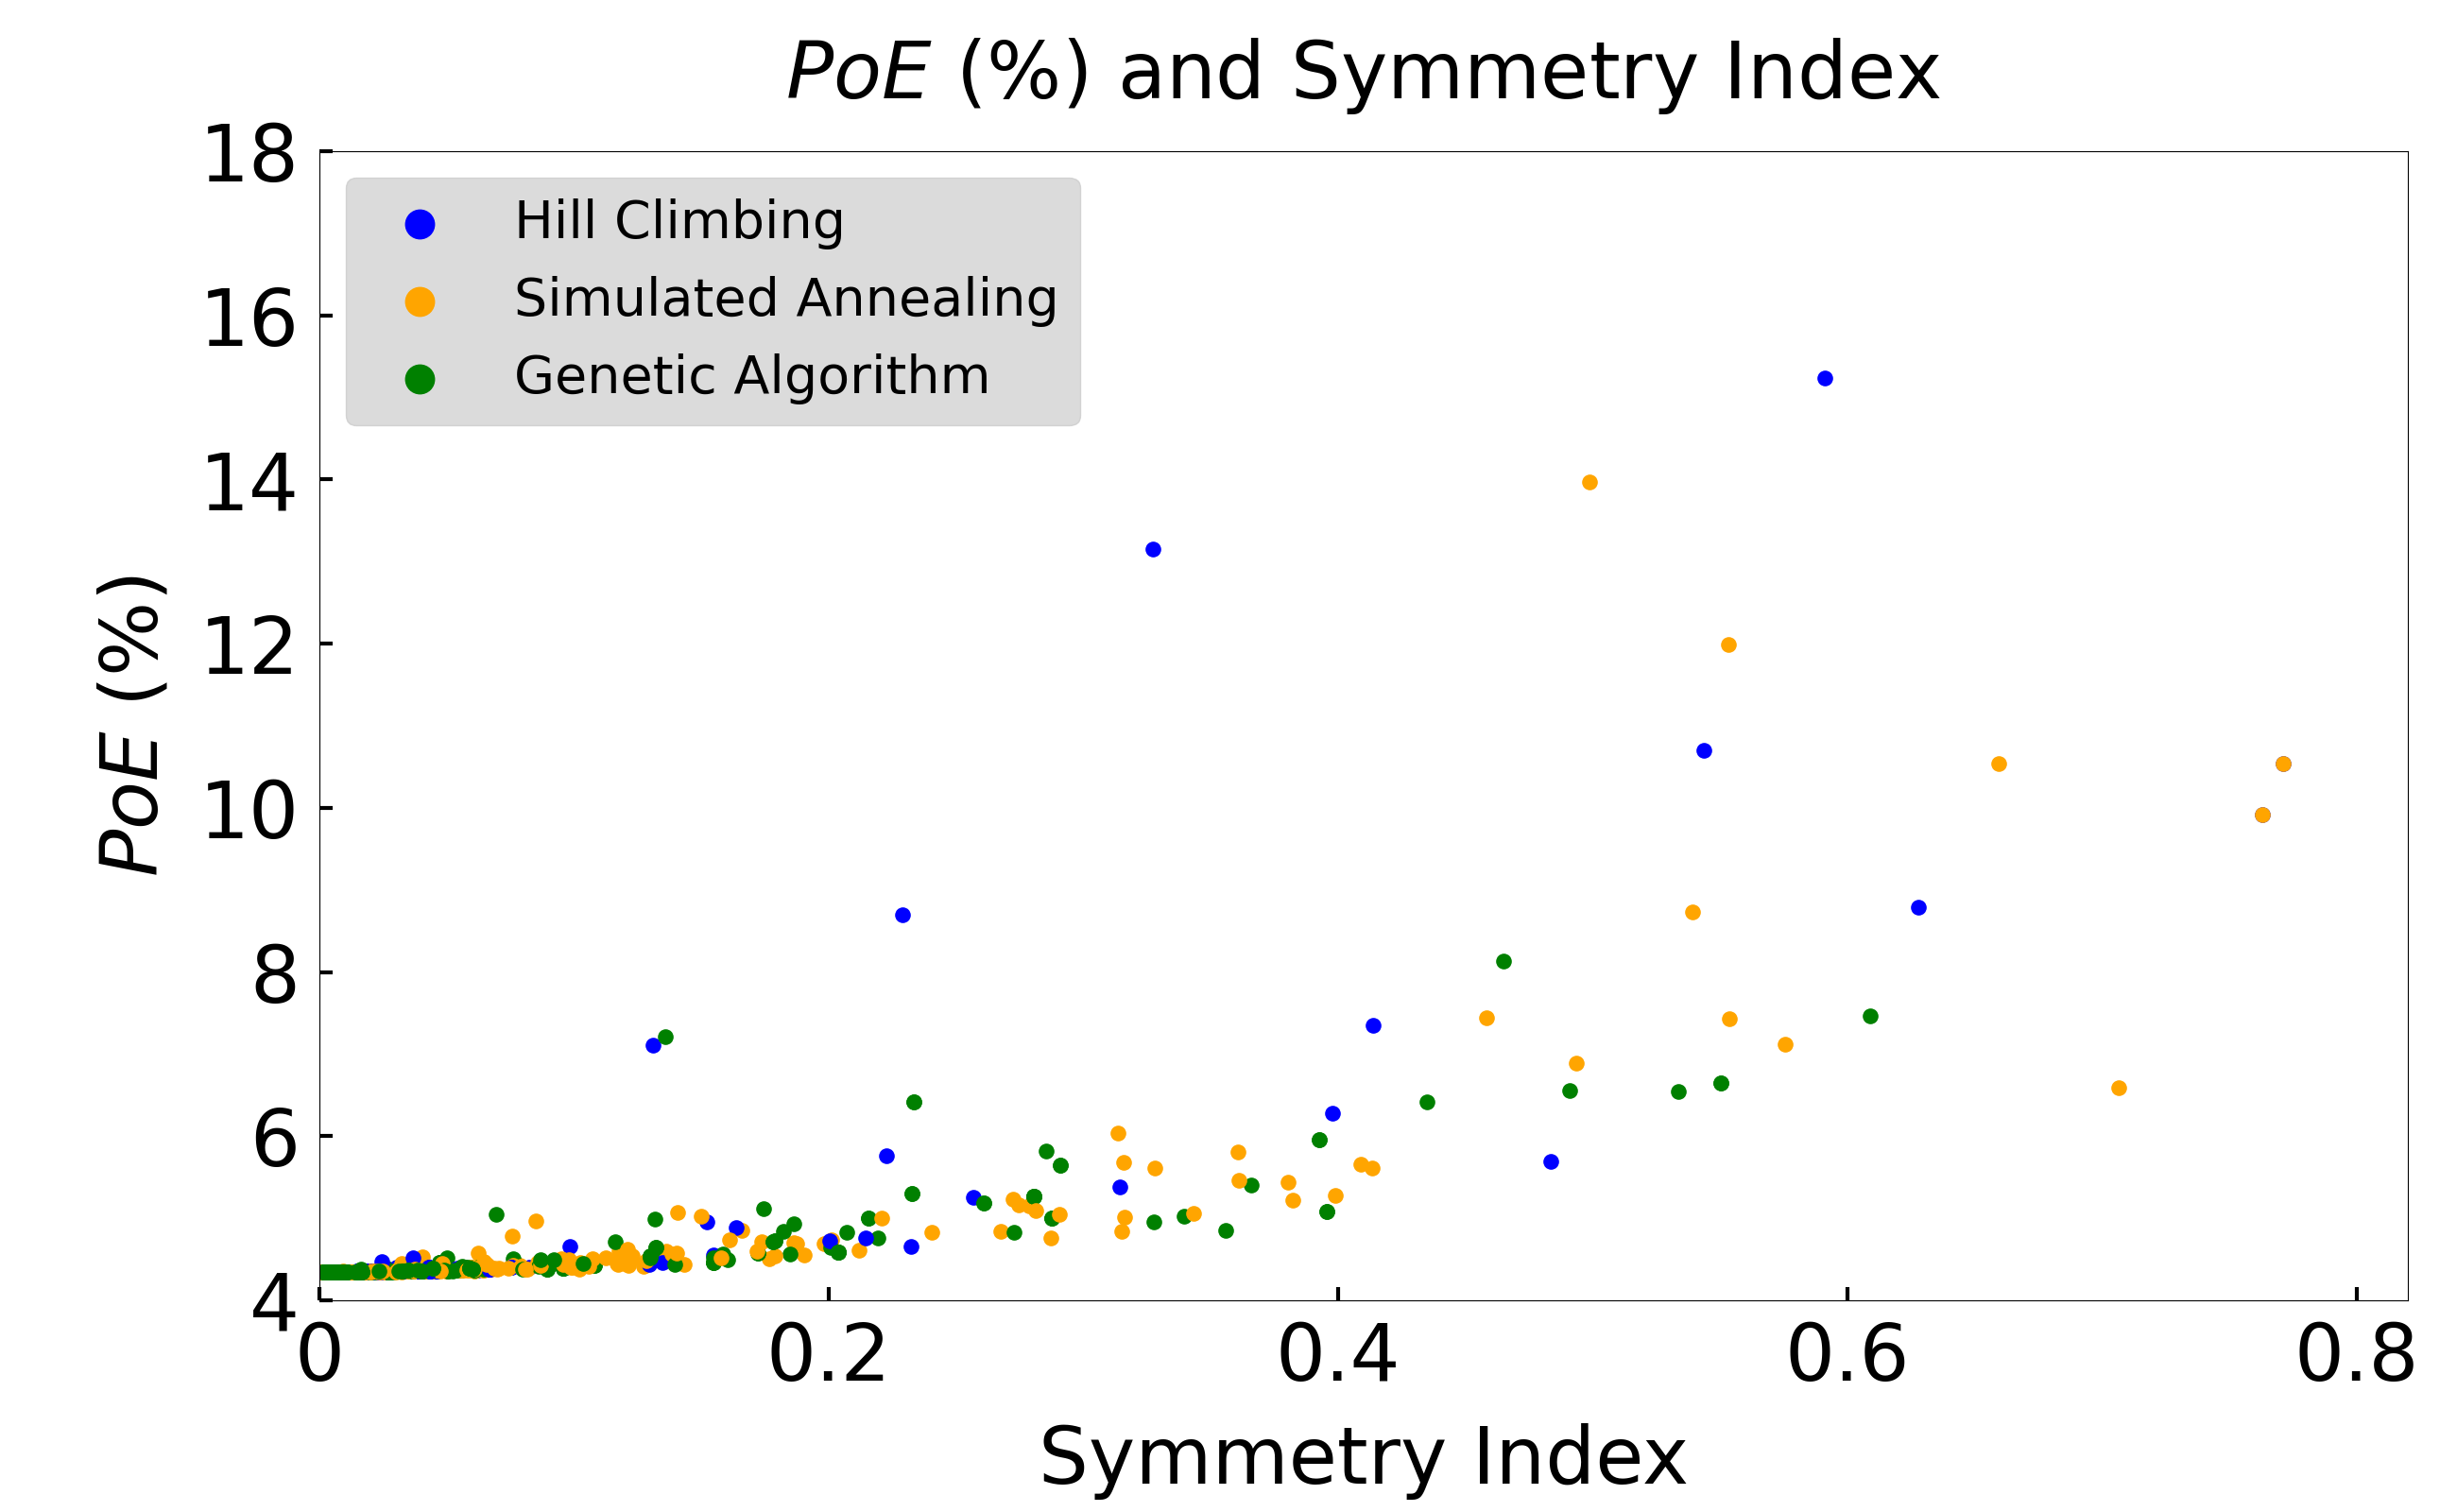 PoE (%) and Symmetry Index
18
16
14
12
10
8
6
4
PoE (%)
Hill Climbing
Simulated Annealing
Genetic Algorithm
0 0.2 0.4 0.6 0.8
Symmetry Index